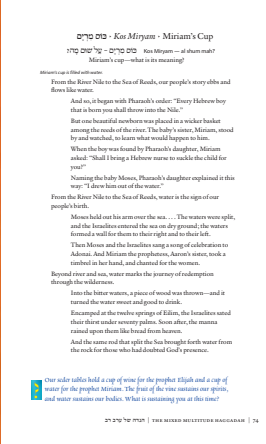 כּוֹס מִרְיָם · Kos Miryam · Miriam's Cup
כּוֹס מִרְיָם – עַל שׁוּם מָה? Kos Miryam — al shum mah?
Miriam's cup—what is its meaning?
Miriam's cup is filled with water.
From the River Nile to the Sea of Reeds, our people's story ebbs and
flows like water.
And so, it began with Pharaoh's order: "Every Hebrew boy
that is born you shall throw into the Nile."
But one beautiful newborn was placed in a wicker basket
among the reeds of the river. The baby's sister, Miriam, stood
by and watched, to learn what would happen to him.
When the boy was found by Pharaoh's daughter, Miriam
asked: "Shall I bring a Hebrew nurse to suckle the child for
you?"
Naming the baby Moses, Pharaoh's daughter explained it this
way: "I drew him out of the water."
From the River Nile to the Sea of Reeds, water is the sign of our
people's birth.
Moses held out his arm over the sea. . . . The waters were split,
and the Israelites entered the sea on dry ground; the waters
formed a wall for them to their right and to their left.
Then Moses and the Israelites sang a song of celebration to
Adonai. And Miriam the prophetess, Aaron's sister, took a
timbrel in her hand, and chanted for the women.
Beyond river and sea, water marks the journey of redemption
through the wilderness.
Into the bitter waters, a piece of wood was thrown—and it
turned the water sweet and good to drink.
Encamped at the twelve springs of Eilim, the Israelites sated
their thirst under seventy palms. Soon after, the manna
rained upon them like bread from heaven.
And the same rod that split the Sea brought forth water from
the rock for those who had doubted God's presence.
Our seder tables hold a cup of wine for the prophet Elijah and a cup of
water for the prophet Miriam. The fruit of the vine sustains our spirits,
and water sustains our bodies. What is sustaining you at this time?
הגדה של ערב רב | THE MIXED MULTITUDE HAGGADAH | 74